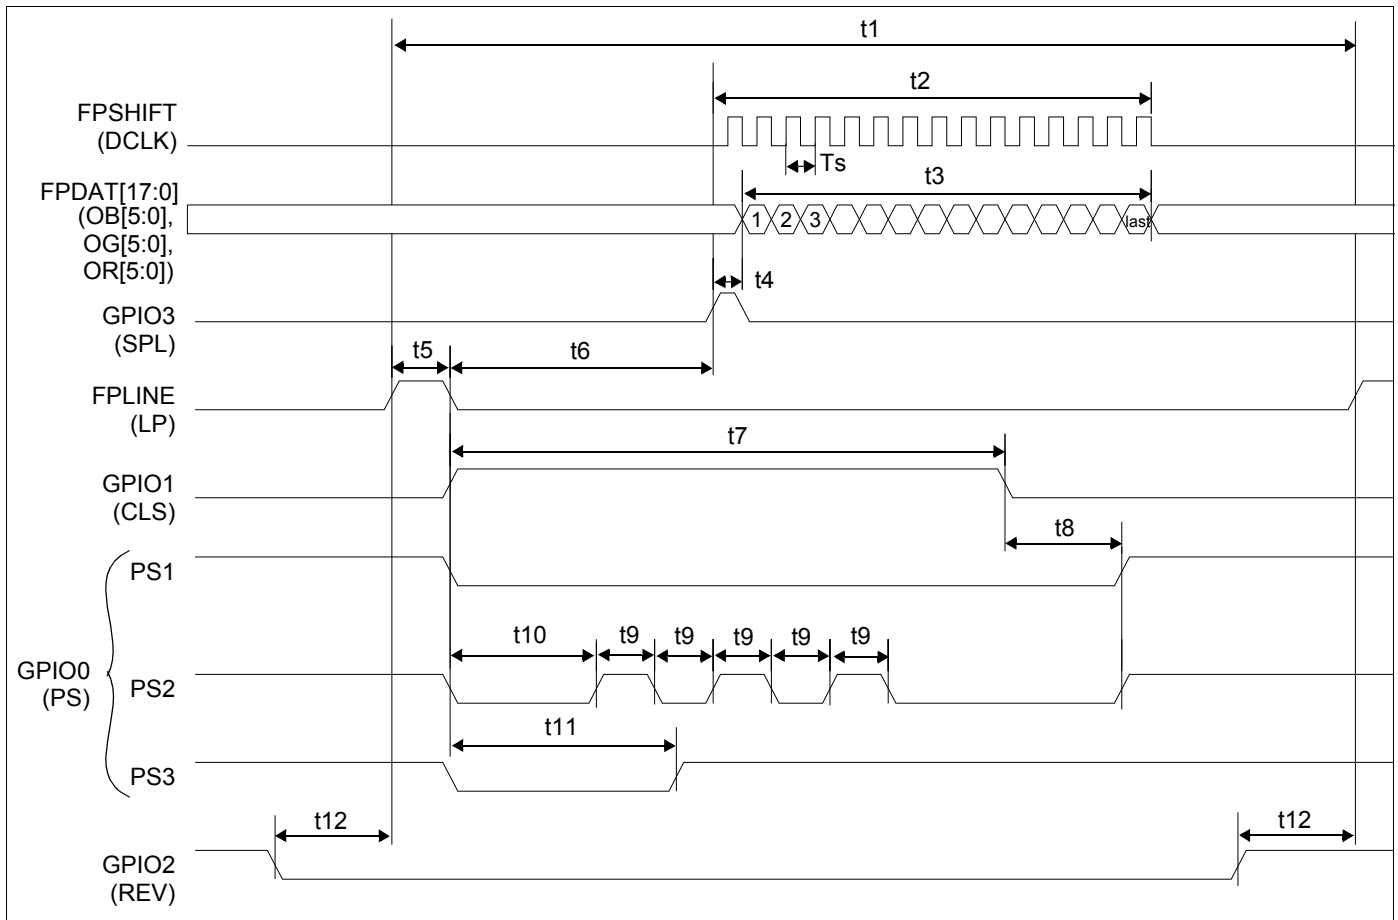 t1
t2
FPSHIFT
(DCLK)
Ts
t3
FPDAT[17:0]
(OB[5:0],
OG[5:0],
OR[5:0])
1 2 3 last
t4
GPIO3
(SPL)
t5 t6
FPLINE
(LP)
t7
GPIO1
(CLS)
t8
PS1
t10 t9 t9 t9 t9 t9
GPIO0
(PS)
PS2
t11
PS3
t12 t12
GPIO2
(REV)